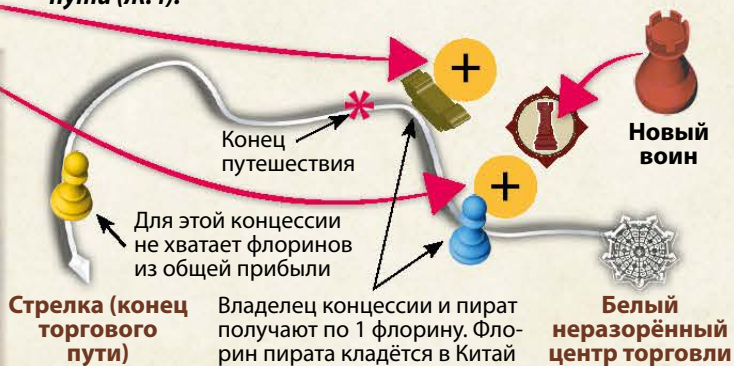 пути (Ж4).
Новый
воин
Конец
путешествия
Для этой концессии
не хватает флоринов
из общей прибыли
Стрелка (конец
торгового
пути)
Владелец концессии и пират
получают по 1 флорину. Фло-
рин пирата кладётся в Китай
Белый
неразорённый
центр торговли